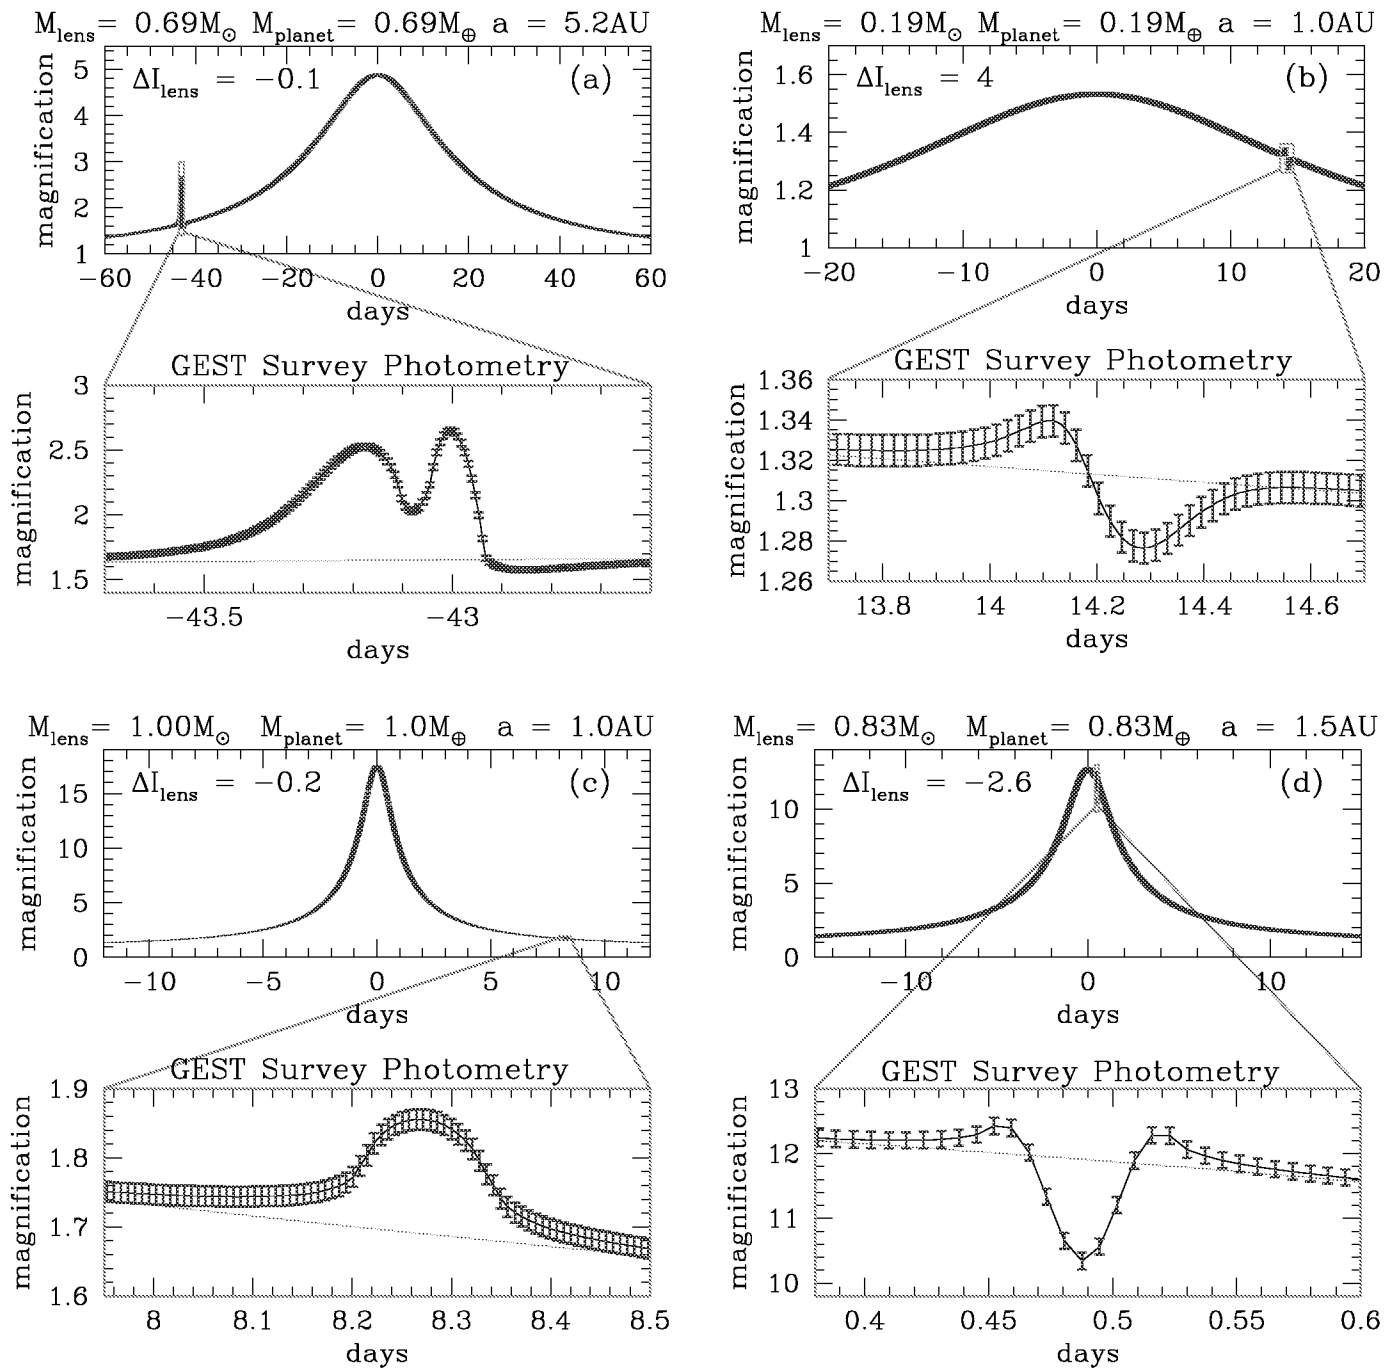 M_lens = 0.69M_⊙ M_planet = 0.69M_⊕ a = 5.2AU
ΔI_lens = −0.1 (a)
magnification
5
4
3
2
1
−60 −40 −20 0 20 40 60
days
GEST Survey Photometry
magnification
3
2.5
2
1.5
−43.5 −43
days
M_lens = 0.19M_⊙ M_planet = 0.19M_⊕ a = 1.0AU
ΔI_lens = 4 (b)
magnification
1.6
1.4
1.2
1
−20 −10 0 10 20
days
GEST Survey Photometry
magnification
1.36
1.34
1.32
1.3
1.28
1.26
13.8 14 14.2 14.4 14.6
days
M_lens = 1.00M_⊙ M_planet = 1.0M_⊕ a = 1.0AU
ΔI_lens = −0.2 (c)
magnification
15
10
5
0
−10 −5 0 5 10
days
GEST Survey Photometry
magnification
1.9
1.8
1.7
1.6
8 8.1 8.2 8.3 8.4 8.5
days
M_lens = 0.83M_⊙ M_planet = 0.83M_⊕ a = 1.5AU
ΔI_lens = −2.6 (d)
magnification
10
5
0
−10 0 10
days
GEST Survey Photometry
magnification
13
12
11
10
0.4 0.45 0.5 0.55 0.6
days